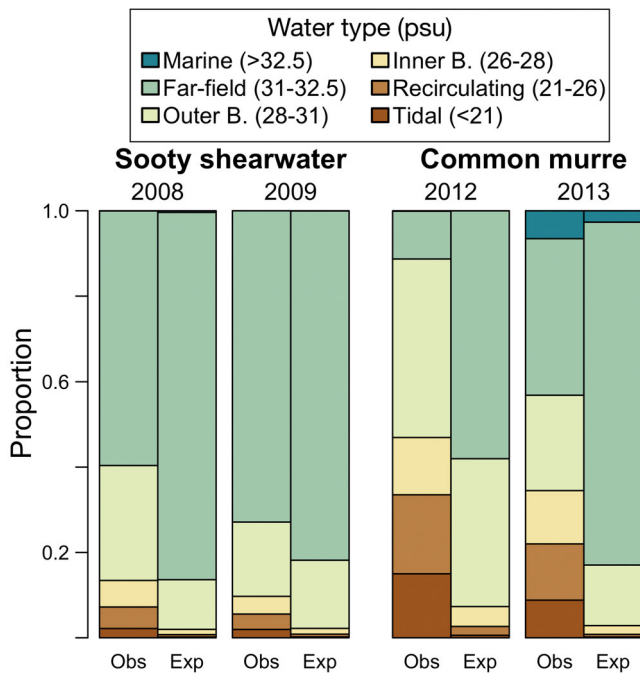 Water type (psu)
Marine (>32.5) Inner B. (26-28)
Far-field (31-32.5) Recirculating (21-26)
Outer B. (28-31) Tidal (<21)
Sooty shearwater Common murre
2008 2009 2012 2013
1.0
0.6
0.2
Proportion
Obs Exp Obs Exp Obs Exp Obs Exp